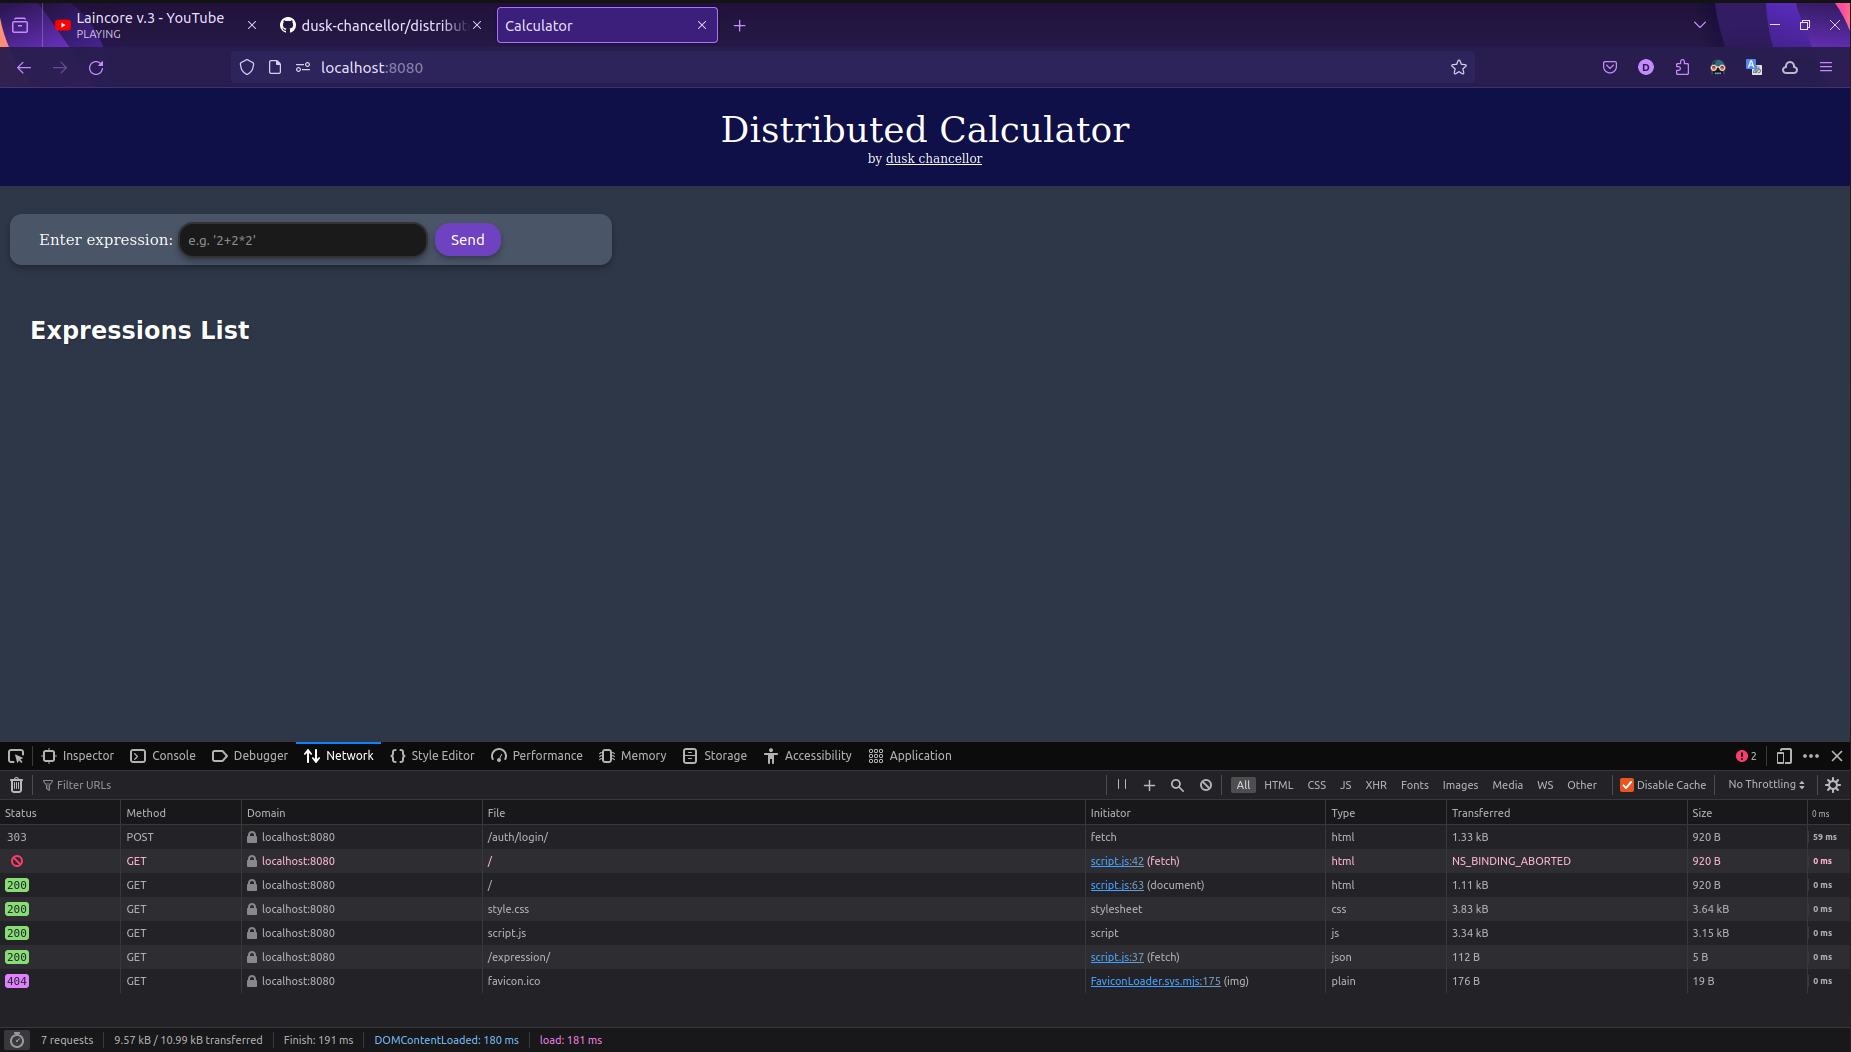 Laincore v.3 - YouTube
PLAYING
dusk-chancellor/distribut
Calculator
localhost:8080
D
Distributed Calculator
by dusk chancellor
Enter expression: e.g. '2+2*2' Send
Expressions List
Inspector Console Debugger Network Style Editor Performance Memory Storage Accessibility Application 2
Filter URLs All HTML CSS JS XHR Fonts Images Media WS Other Disable Cache No Throttling
Status Method Domain File Initiator Type Transferred Size 0 ms
303 POST localhost:8080 /auth/login/ fetch html 1.33 kB 920 B 59 ms
GET localhost:8080 / script.js:42 (fetch) html NS_BINDING_ABORTED 920 B 0 ms
200 GET localhost:8080 / script.js:63 (document) html 1.11 kB 920 B 0 ms
200 GET localhost:8080 style.css stylesheet css 3.83 kB 3.64 kB 0 ms
200 GET localhost:8080 script.js script js 3.34 kB 3.15 kB 0 ms
200 GET localhost:8080 /expression/ script.js:37 (fetch) json 112 B 5 B 0 ms
404 GET localhost:8080 favicon.ico FaviconLoader.sys.mjs:175 (img) plain 176 B 19 B 0 ms
7 requests 9.57 kB / 10.99 kB transferred Finish: 191 ms DOMContentLoaded: 180 ms load: 181 ms